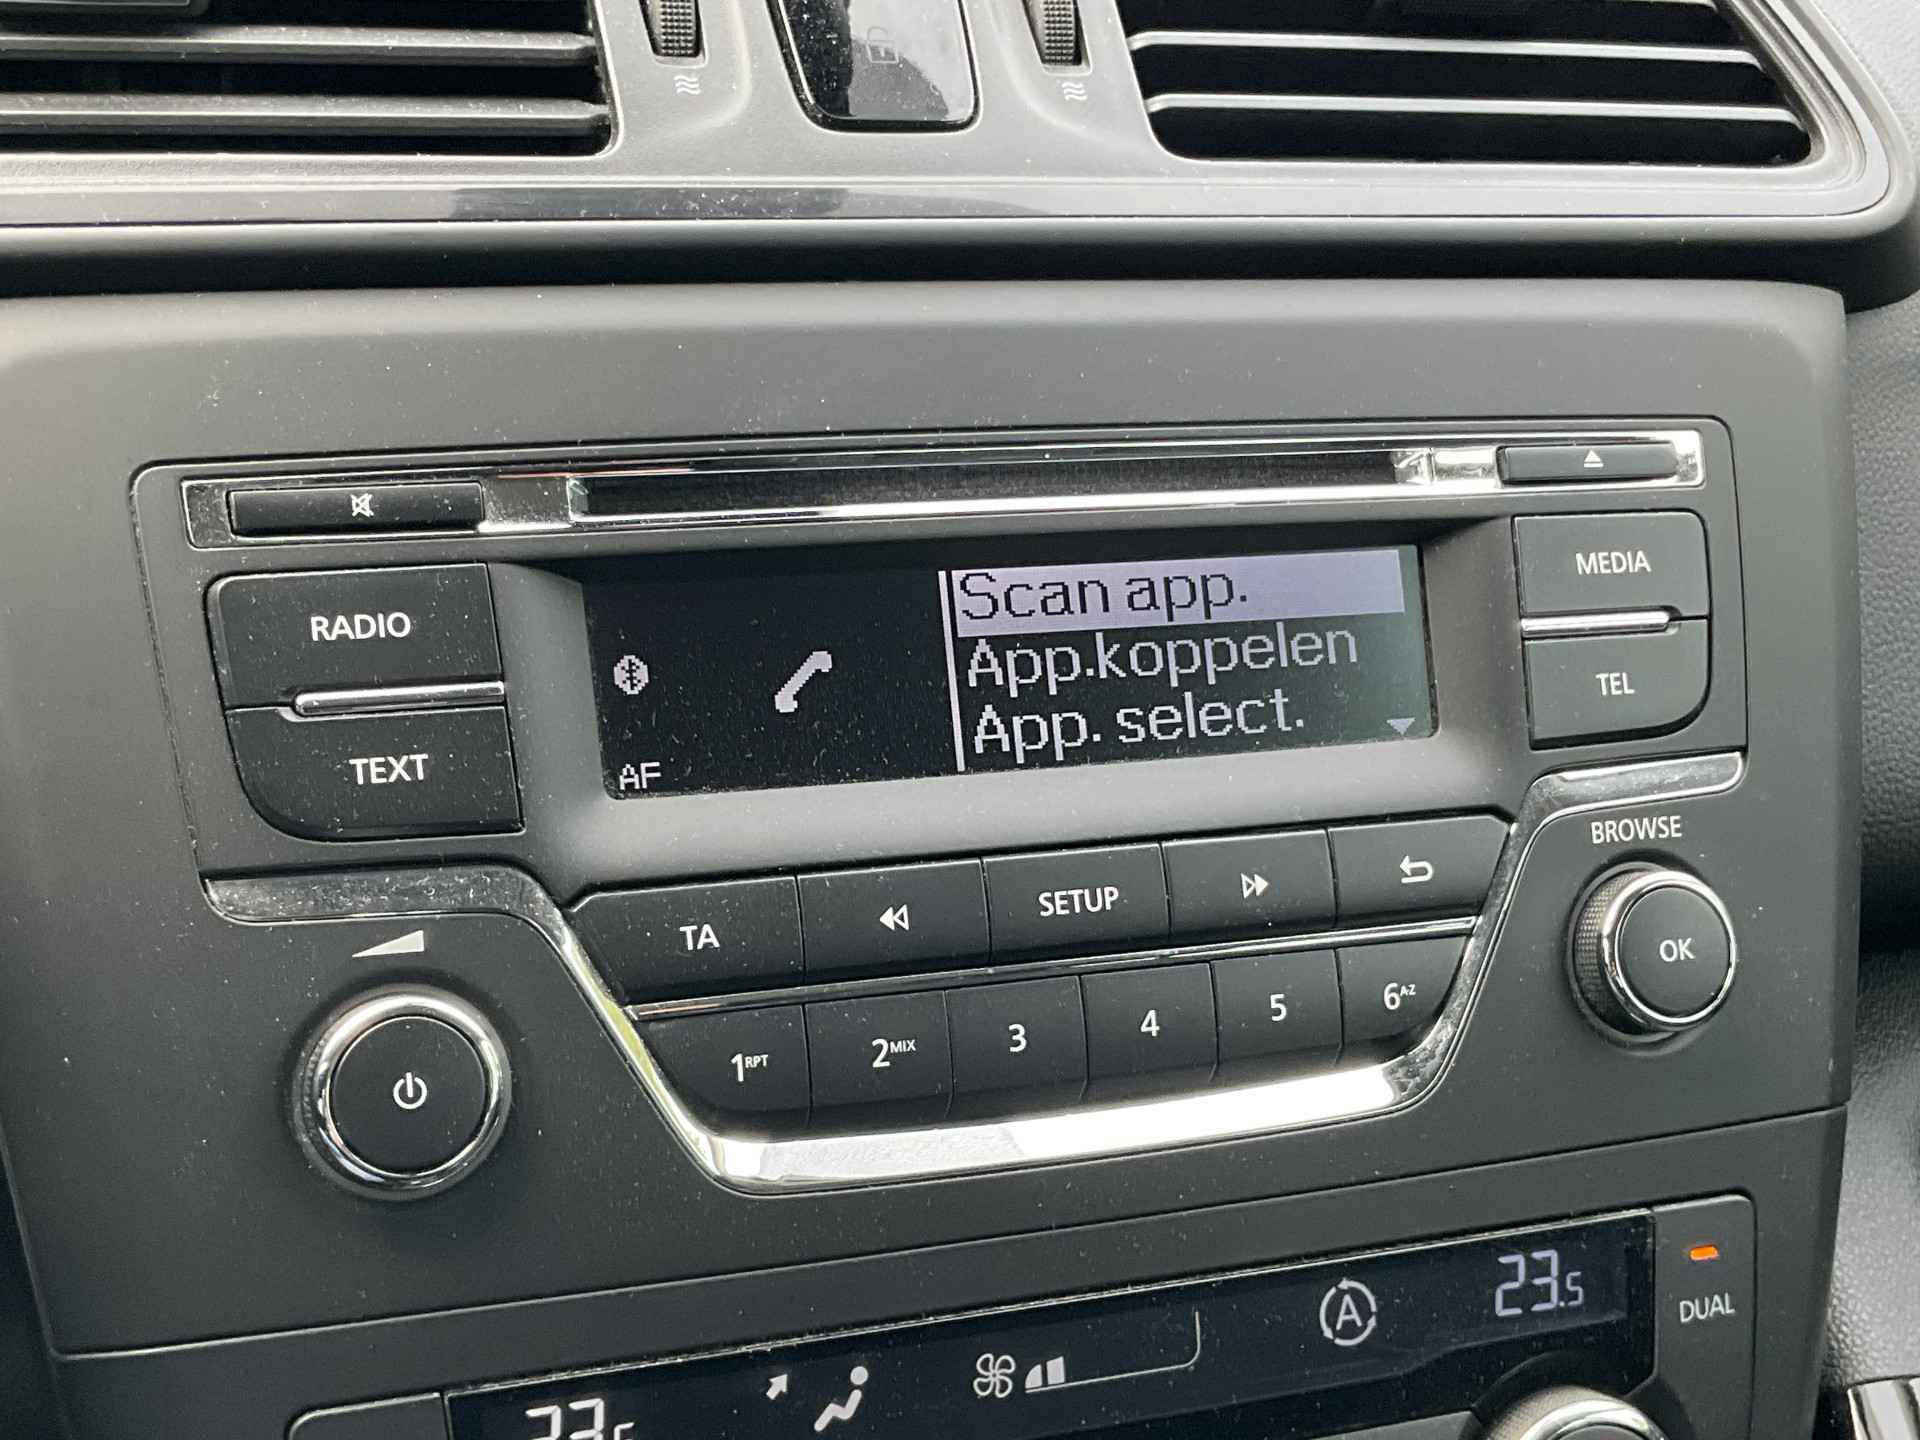 RADIO
TEXT
Scan app.
App.koppelen
App. select.
AF
MEDIA
TEL
BROWSE
TA
SETUP
OK
1RPT
2MIX
3
4
5
6A-Z
A
23.5
DUAL